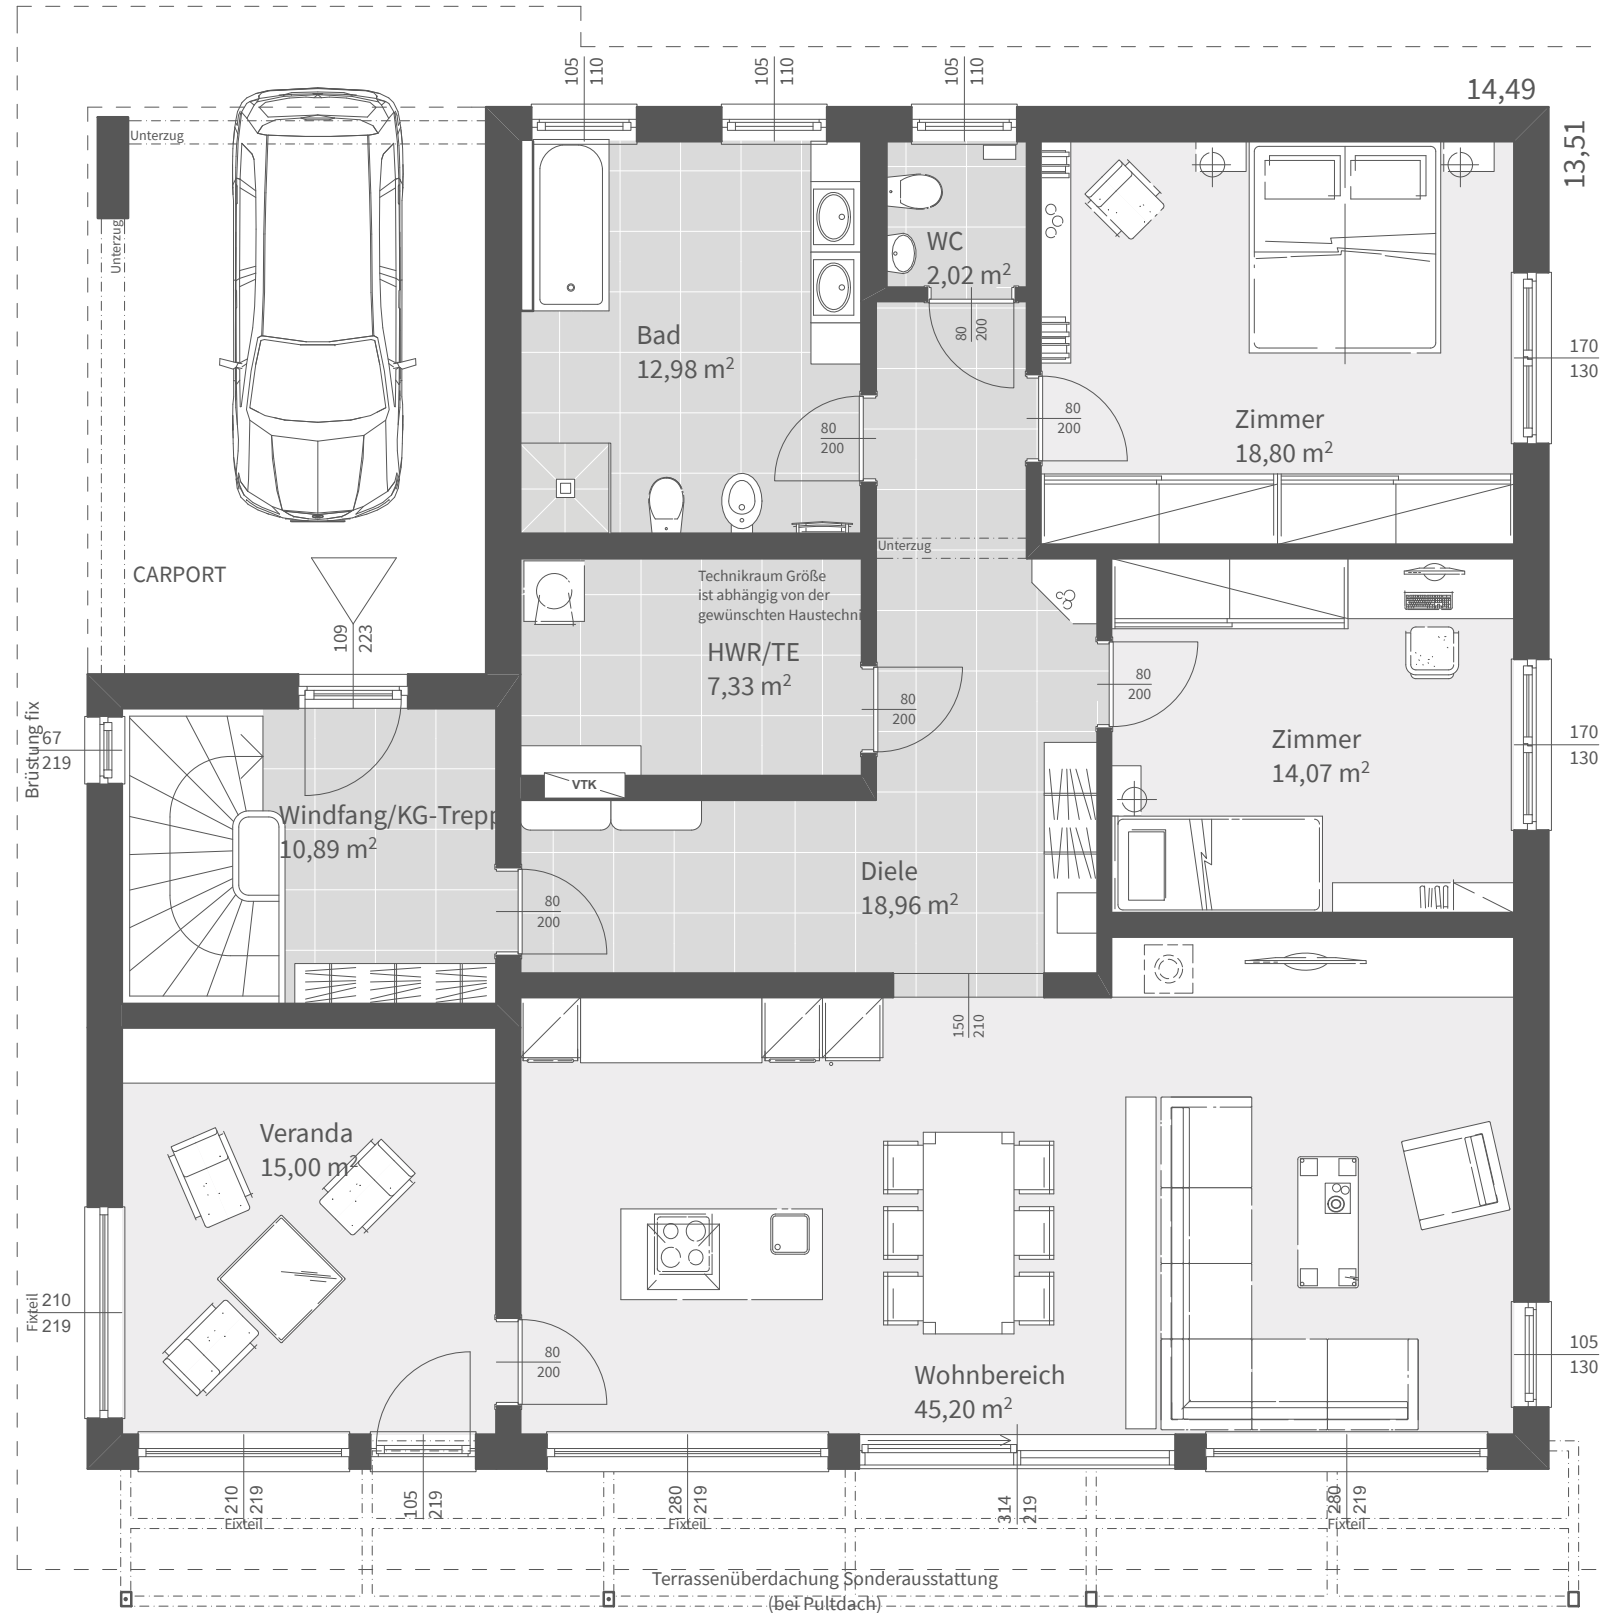 105
110
105
110
105
110
14,49
13,51
Unterzug
Unterzug
WC
2,02 m²
80
200
Bad
12,98 m²
170
130
80
200
80
200
Zimmer
18,80 m²
Unterzug
CARPORT
Technikraum Größe
ist abhängig von der
gewünschten Haustechni
109
223
HWR/TE
7,33 m²
80
200
80
200
Brüstung fix
67
219
Zimmer
14,07 m²
170
130
VTK
Windfang/KG-Trepp
10,89 m²
Diele
18,96 m²
80
200
150
210
Veranda
15,00 m²
Fixteil
210
219
80
200
Wohnbereich
45,20 m²
105
130
210
219
Fixteil
105
219
280
219
Fixteil
314
219
280
219
Fixteil
Terrassenüberdachung Sonderausstattung
(bei Pultdach)